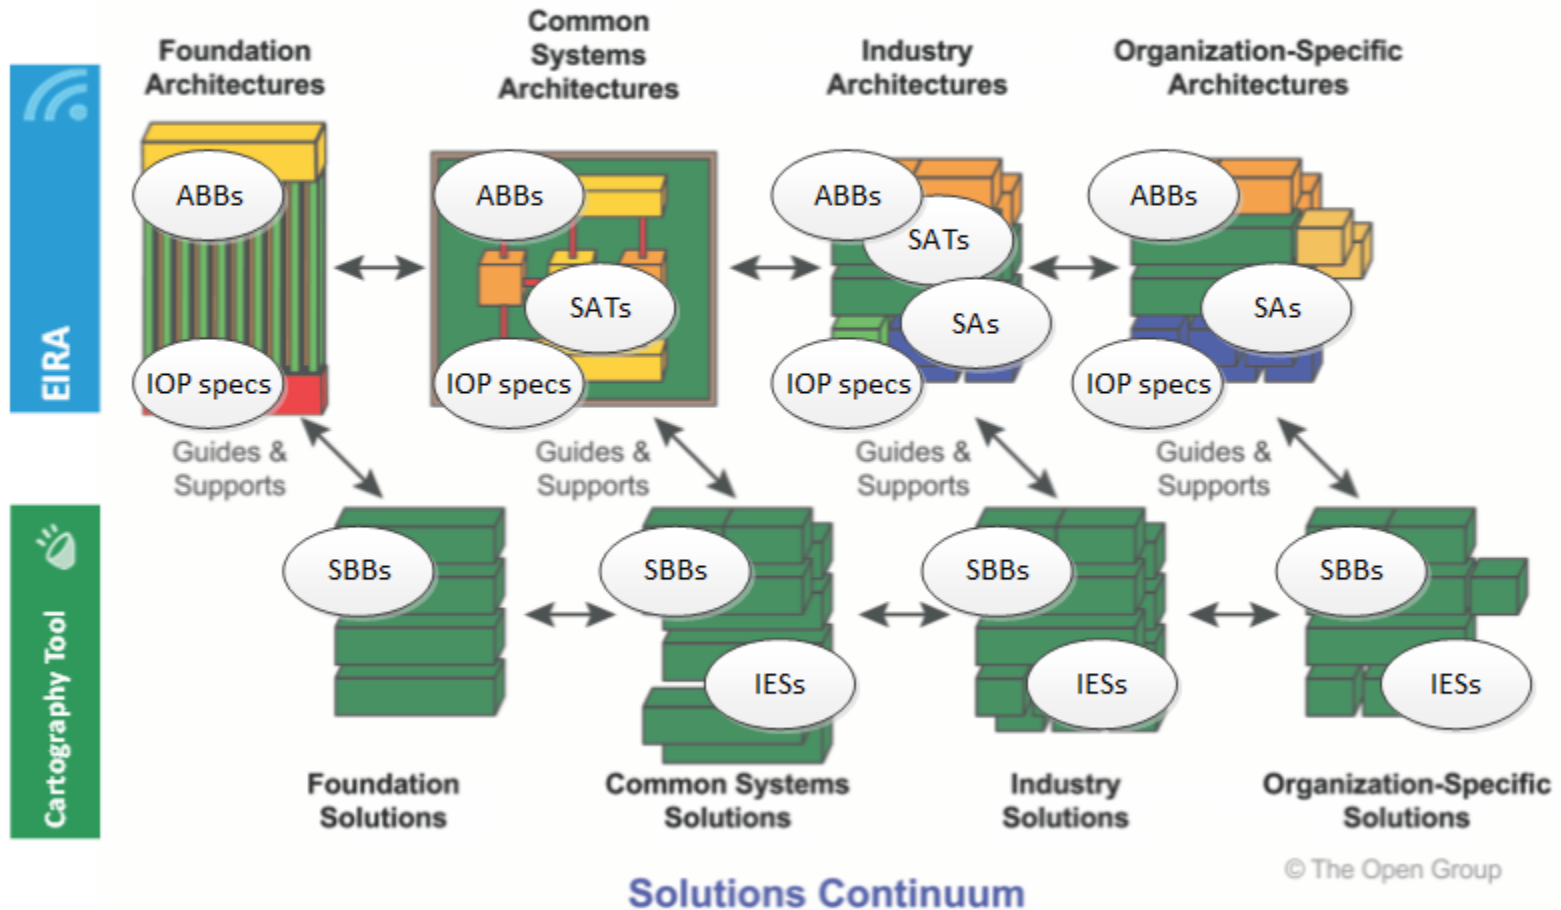 Foundation
Architectures
Common
Systems
Architectures
Industry
Architectures
Organization-Specific
Architectures
EIRA
ABBs
IOP specs
ABBs
SATs
IOP specs
ABBs
SATs
SAs
IOP specs
ABBs
SAs
IOP specs
Guides &
Supports
Guides &
Supports
Guides &
Supports
Guides &
Supports
Cartography Tool
SBBs
SBBs
IESs
SBBs
IESs
SBBs
IESs
Foundation
Solutions
Common Systems
Solutions
Industry
Solutions
Organization-Specific
Solutions
© The Open Group
Solutions Continuum